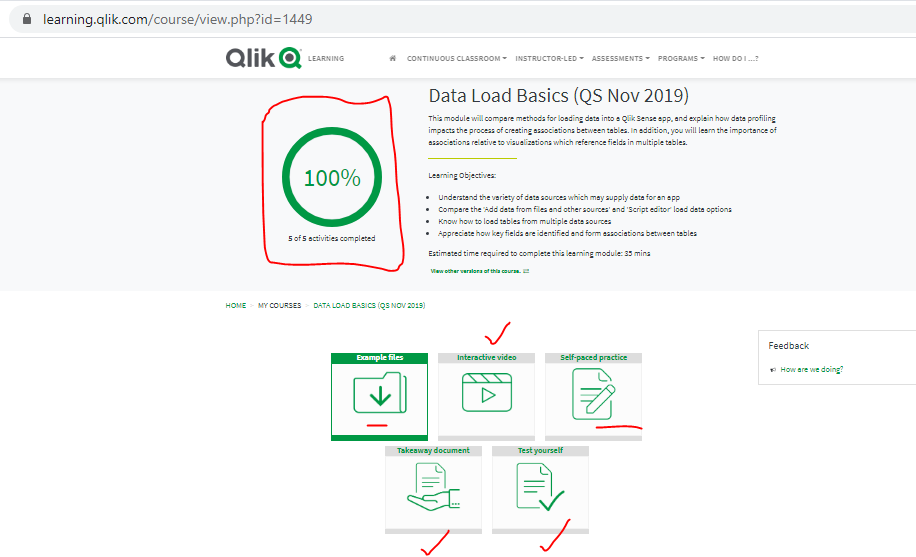 learning.qlik.com/course/view.php?id=1449
Qlik LEARNING CONTINUOUS CLASSROOM INSTRUCTOR-LED ASSESSMENTS PROGRAMS HOW DO I ...?
100%
5 of 5 activities completed
Data Load Basics (QS Nov 2019)
This module will compare methods for loading data into a Qlik Sense app, and explain how data profiling
impacts the process of creating associations between tables. In addition, you will learn the importance of
associations relative to visualizations which reference fields in multiple tables.
Learning Objectives:
• Understand the variety of data sources which may supply data for an app
• Compare the 'Add data from files and other sources' and 'Script editor' load data options
• Know how to load tables from multiple data sources
• Appreciate how key fields are identified and form associations between tables
Estimated time required to complete this learning module: 35 mins
View other versions of this course.
HOME MY COURSES DATA LOAD BASICS (QS NOV 2019)
Example files
Interactive video
Self-paced practice
Takeaway document
Test yourself
Feedback
How are we doing?